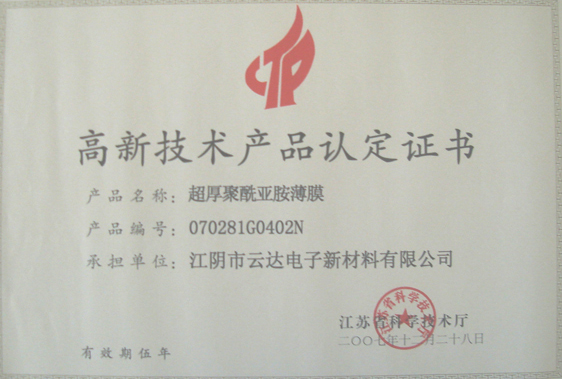 CTP
高新技术产品认定证书
产品名称：超厚聚酰亚胺薄膜
产品编号：070281G0402N
承担单位：江阴市云达电子新材料有限公司
江苏省科学技术厅
二〇〇七年十二月二十八日
有效期伍年